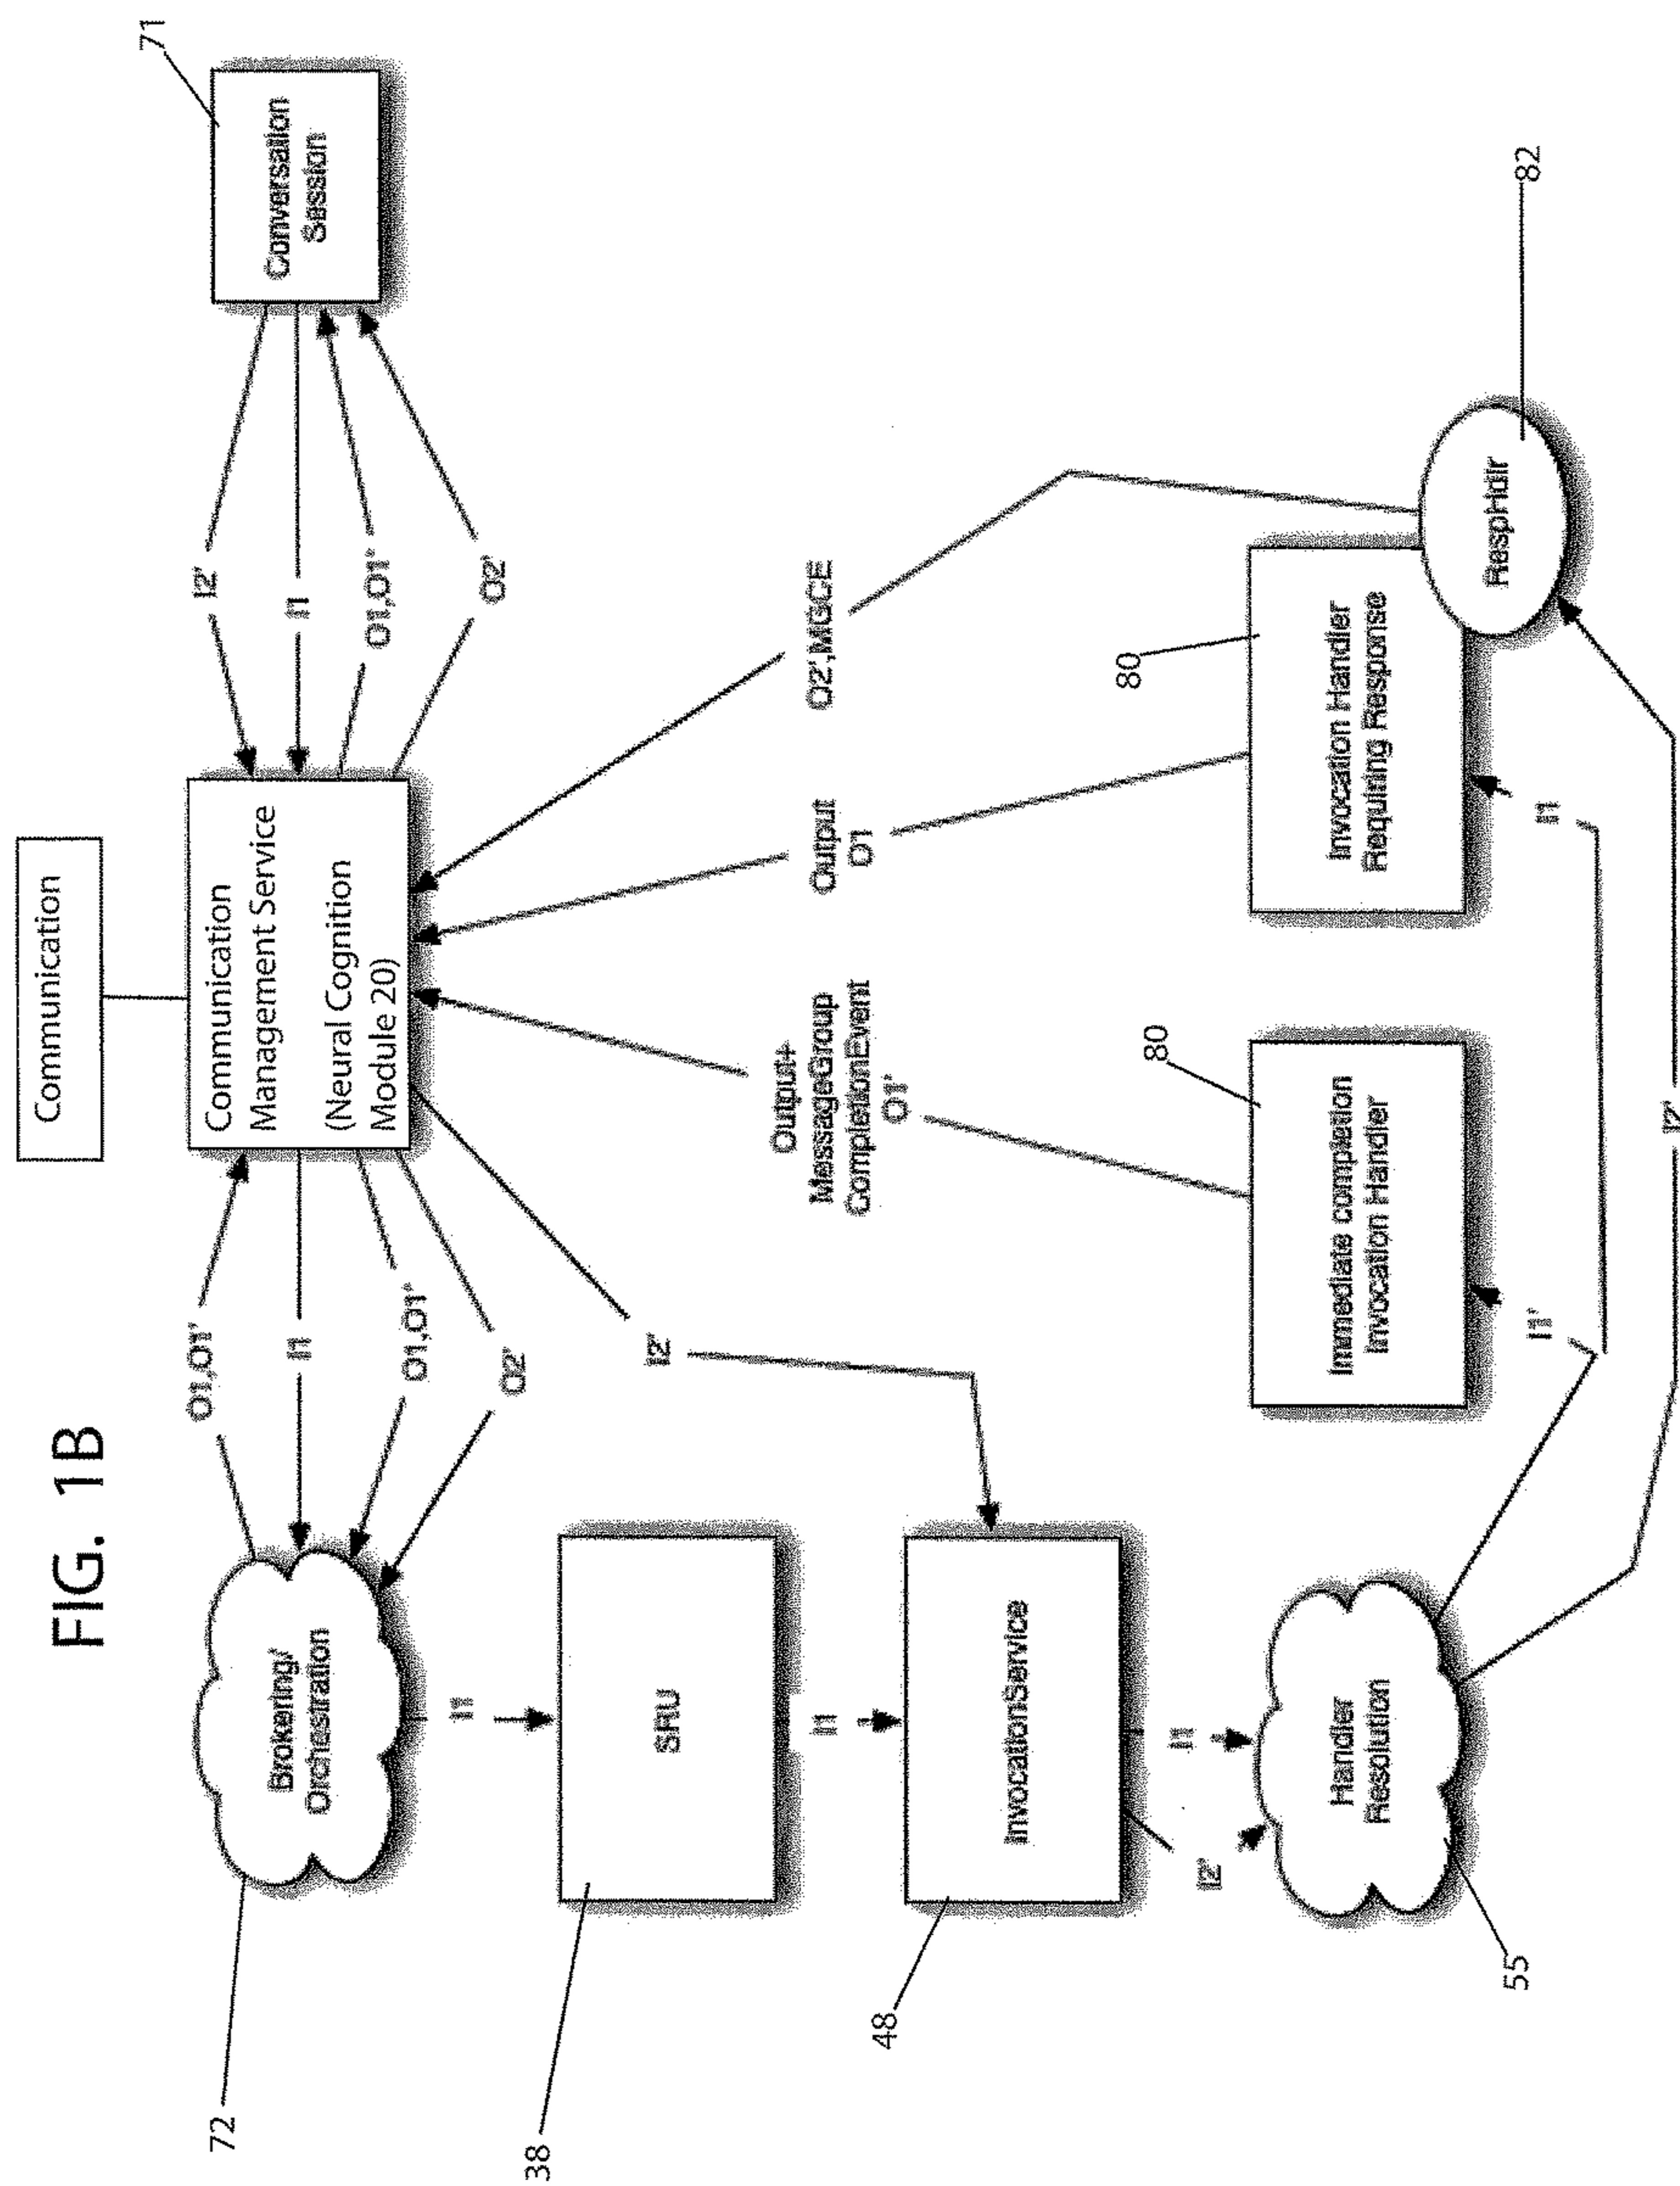 FIG. 1B
Communication
71
Conversation
Session
I2'
I1
O1,O1'
O2'
Communication
Management Service
(Neural Cognition
Module 20)
O1,O1'
I1
O1,O1'
O2'
72
Brokering/
Orchestration
I1
38
SRU
I1
48
InvocationService
I2'
I1
I2'
55
Handler
Resolution
Output+
MessageGroup
CompletionEvent
O1'
Output
O1
O2',MGCE
80
Immediate completion
Invocation Handler
I1'
80
Invocation Handler
Requiring Response
I1
82
RespHdlr
I2'